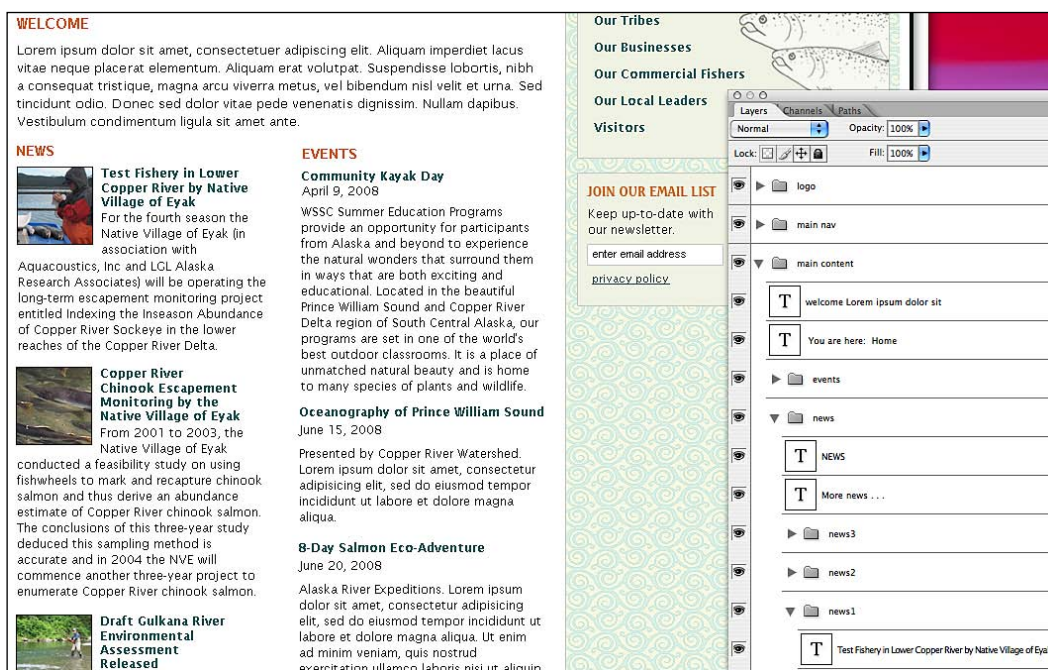 WELCOME
Lorem ipsum dolor sit amet, consectetuer adipiscing elit. Aliquam imperdiet lacus
vitae neque placerat elementum. Aliquam erat volutpat. Suspendisse lobortis, nibh
a consequat tristique, magna arcu viverra metus, vel bibendum nisl velit et urna. Sed
tincidunt odio. Donec sed dolor vitae pede venenatis dignissim. Nullam dapibus.
Vestibulum condimentum ligula sit amet ante.
NEWS
Test Fishery in Lower
Copper River by Native
Village of Eyak
For the fourth season the
Native Village of Eyak (in
association with
Aquacoustics, Inc and LGL Alaska
Research Associates) will be operating the
long-term escapement monitoring project
entitled Indexing the Inseason Abundance
of Copper River Sockeye in the lower
reaches of the Copper River Delta.
Copper River
Chinook Escapement
Monitoring by the
Native Village of Eyak
From 2001 to 2003, the
Native Village of Eyak
conducted a feasibility study on using
fishwheels to mark and recapture chinook
salmon and thus derive an abundance
estimate of Copper River chinook salmon.
The conclusions of this three-year study
deduced this sampling method is
accurate and in 2004 the NVE will
commence another three-year project to
enumerate Copper River chinook salmon.
Draft Gulkana River
Environmental
Assessment
Released
EVENTS
Community Kayak Day
April 9, 2008
WSSC Summer Education Programs
provide an opportunity for participants
from Alaska and beyond to experience
the natural wonders that surround them
in ways that are both exciting and
educational. Located in the beautiful
Prince William Sound and Copper River
Delta region of South Central Alaska, our
programs are set in one of the world's
best outdoor classrooms. It is a place of
unmatched natural beauty and is home
to many species of plants and wildlife.
Oceanography of Prince William Sound
June 15, 2008
Presented by Copper River Watershed.
Lorem ipsum dolor sit amet, consectetur
adipisicing elit, sed do eiusmod tempor
incididunt ut labore et dolore magna
aliqua.
8-Day Salmon Eco-Adventure
June 20, 2008
Alaska River Expeditions. Lorem ipsum
dolor sit amet, consectetur adipisicing
elit, sed do eiusmod tempor incididunt ut
labore et dolore magna aliqua. Ut enim
ad minim veniam, quis nostrud
exercitation ullamco laboris nisi ut aliquip
Our Tribes
Our Businesses
Our Commercial Fishers
Our Local Leaders
Visitors
JOIN OUR EMAIL LIST
Keep up-to-date with
our newsletter.
enter email address
privacy policy
Layers Channels Paths
Normal Opacity: 100%
Lock: Fill: 100%
logo
main nav
main content
T welcome Lorem ipsum dolor sit
T You are here: Home
events
news
T NEWS
T More news . . .
news3
news2
news1
T Test Fishery in Lower Copper River by Native Village of Eyak